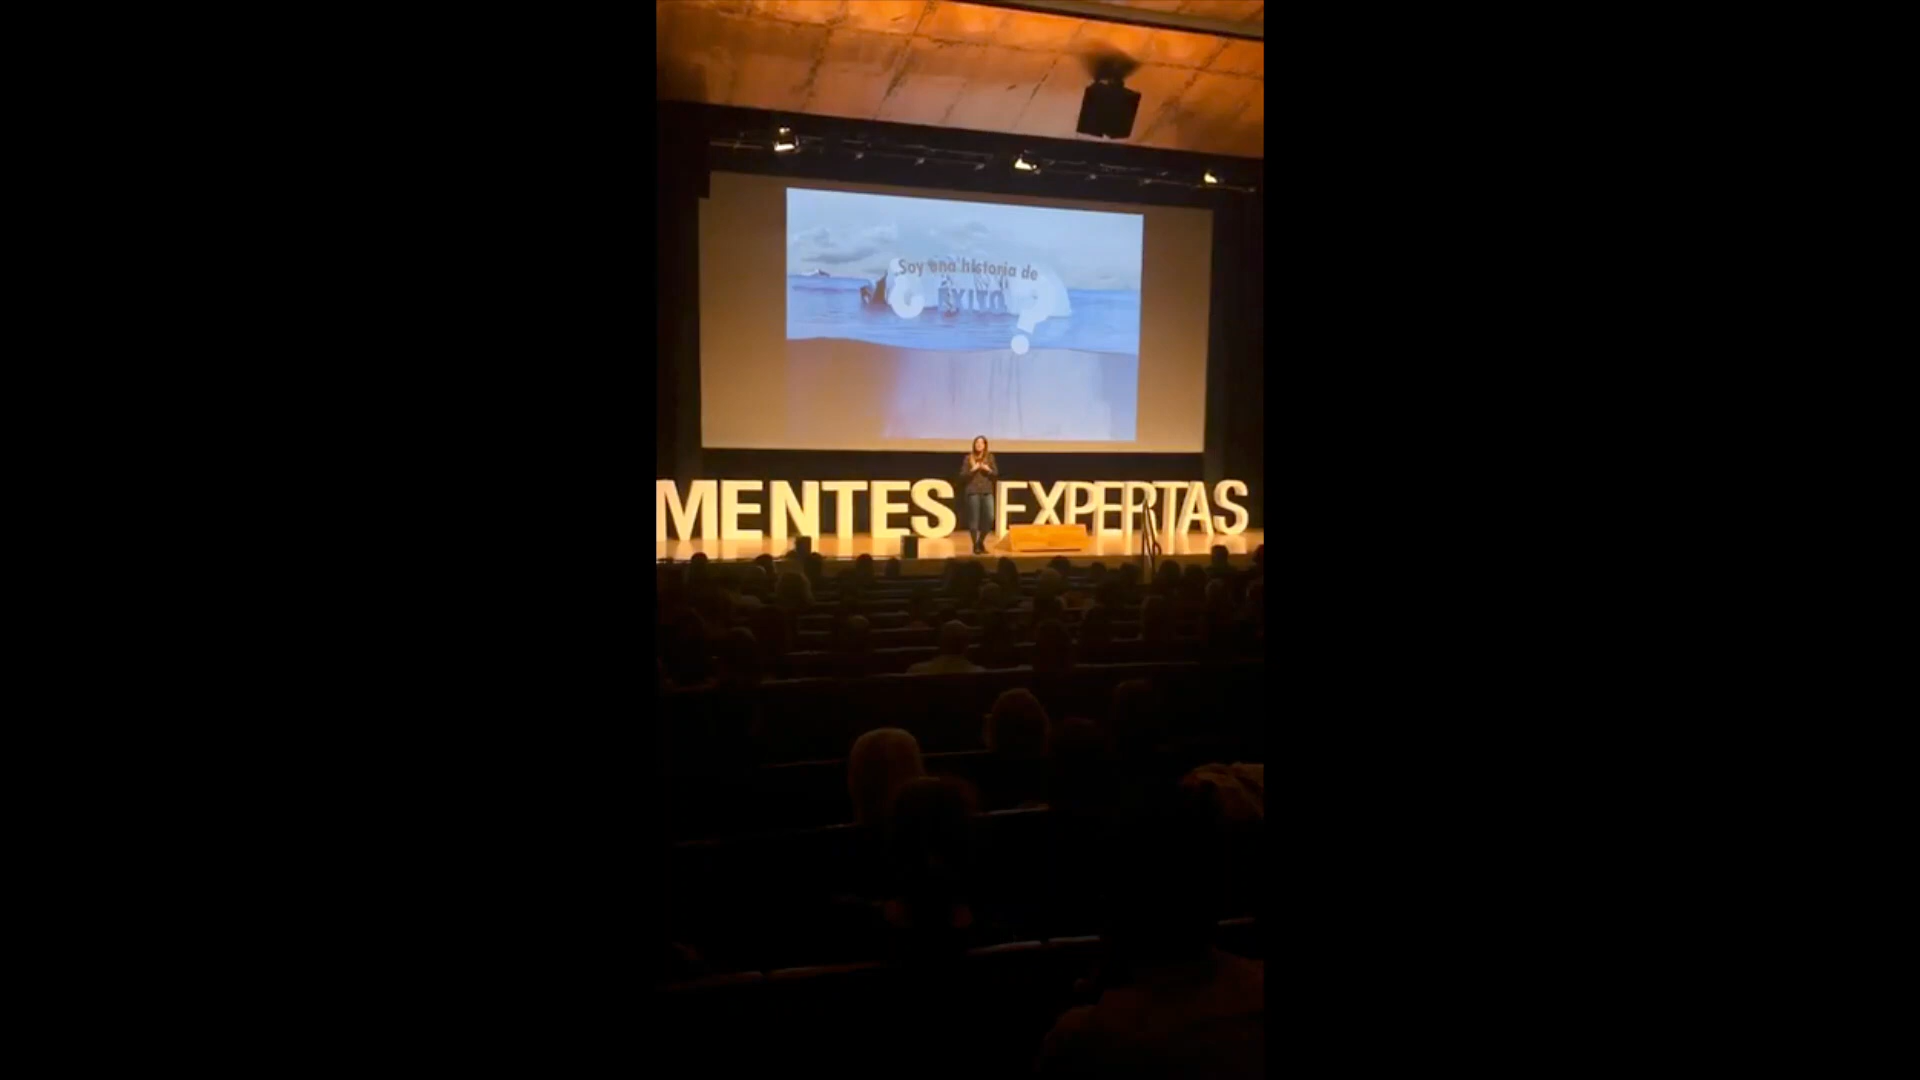 Soy una historia de
¿ ÉXITO ?
MENTES EXPERTAS